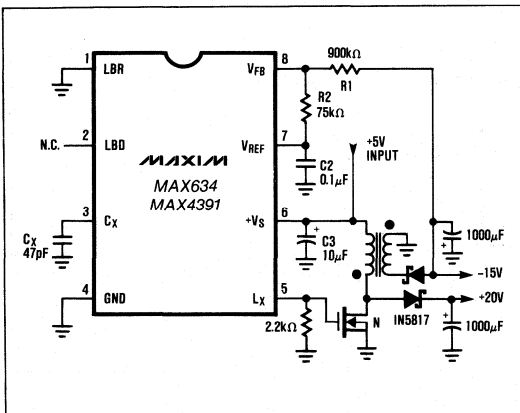 1 LBR
N.C. 2 LBD
CX 47pF 3 CX
4 GND
MAXIM
MAX634
MAX4391
VFB 8
VREF 7
+VS 6
LX 5
900kΩ
R1
R2
75kΩ
C2
0.1μF
+5V
INPUT
C3
10μF
+
2.2kΩ
N
IN5817
1000μF
+
-15V
+20V
+
1000μF